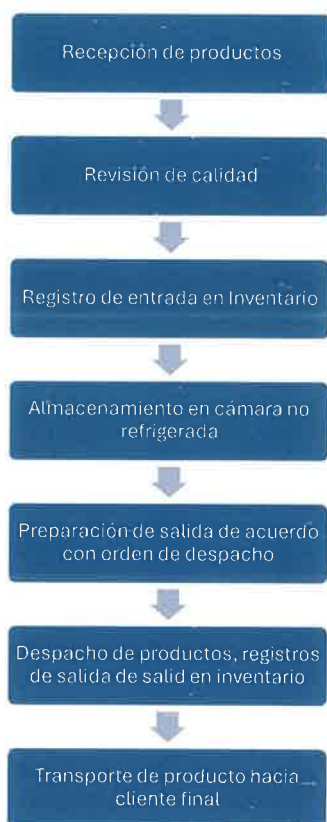 Recepción de productos
Revisión de calidad
Registro de entrada en Inventario
Almacenamiento en cámara no
refrigerada
Preparación de salida de acuerdo
con orden de despacho
Despacho de productos, registros
de salida de salid en inventario
Transporte de producto hacia
cliente final